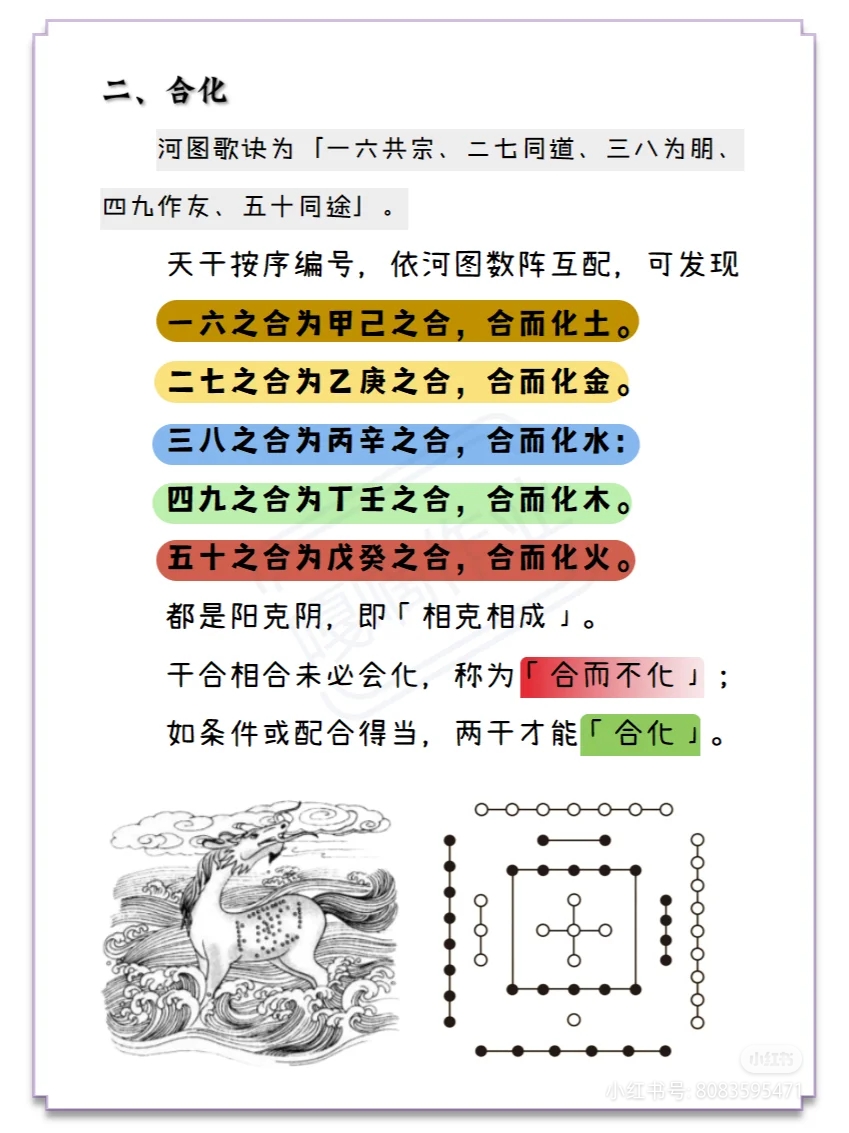 二、合化
河图歌诀为「一六共宗、二七同道、三八为朋、
四九作友、五十同途」。
天干按序编号，依河图数阵互配，可发现
一六之合为甲己之合，合而化土。
二七之合为乙庚之合，合而化金。
三八之合为丙辛之合，合而化水：
四九之合为丁壬之合，合而化木。
五十之合为戊癸之合，合而化火。
都是阳克阴，即「相克相成」。
干合相合未必会化，称为「合而不化」；
如条件或配合得当，两干才能「合化」。
小红书
小红书号: 8083595471